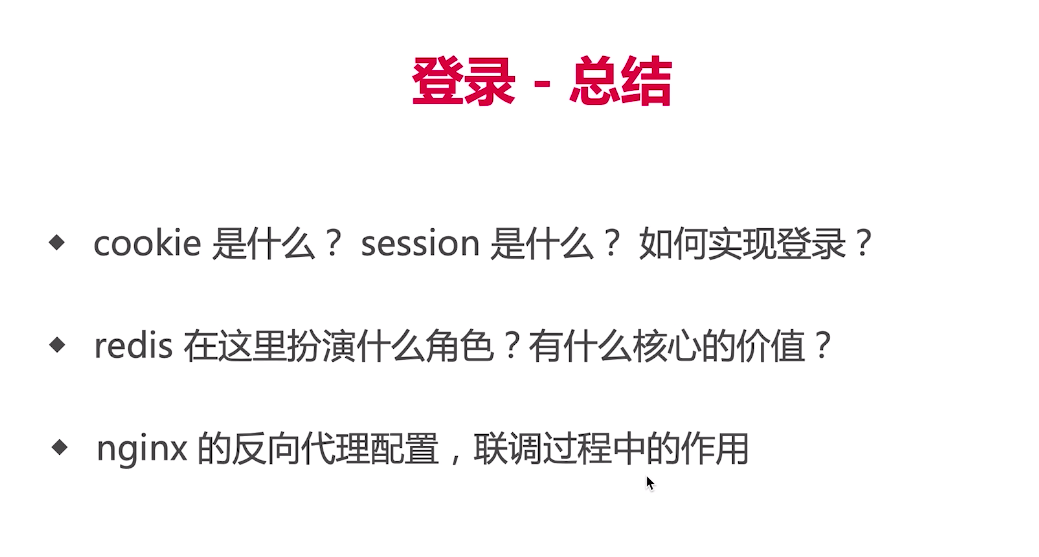 登录 - 总结
cookie 是什么？ session 是什么？ 如何实现登录？
redis 在这里扮演什么角色？有什么核心的价值？
nginx 的反向代理配置，联调过程中的作用